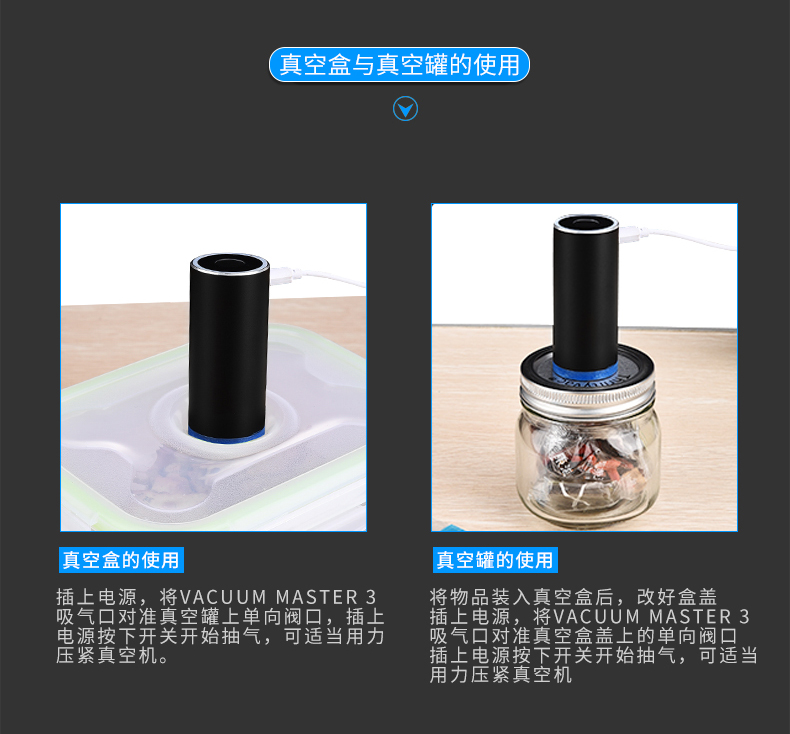 真空盒与真空罐的使用
真空盒的使用
插上电源，将VACUUM MASTER 3
吸气口对准真空罐上单向阀口，插上
电源按下开关开始抽气，可适当用力
压紧真空机。
真空罐的使用
将物品装入真空盒后，改好盒盖
插上电源，将VACUUM MASTER 3
吸气口对准真空盒盖上的单向阀口
插上电源按下开关开始抽气，可适当
用力压紧真空机